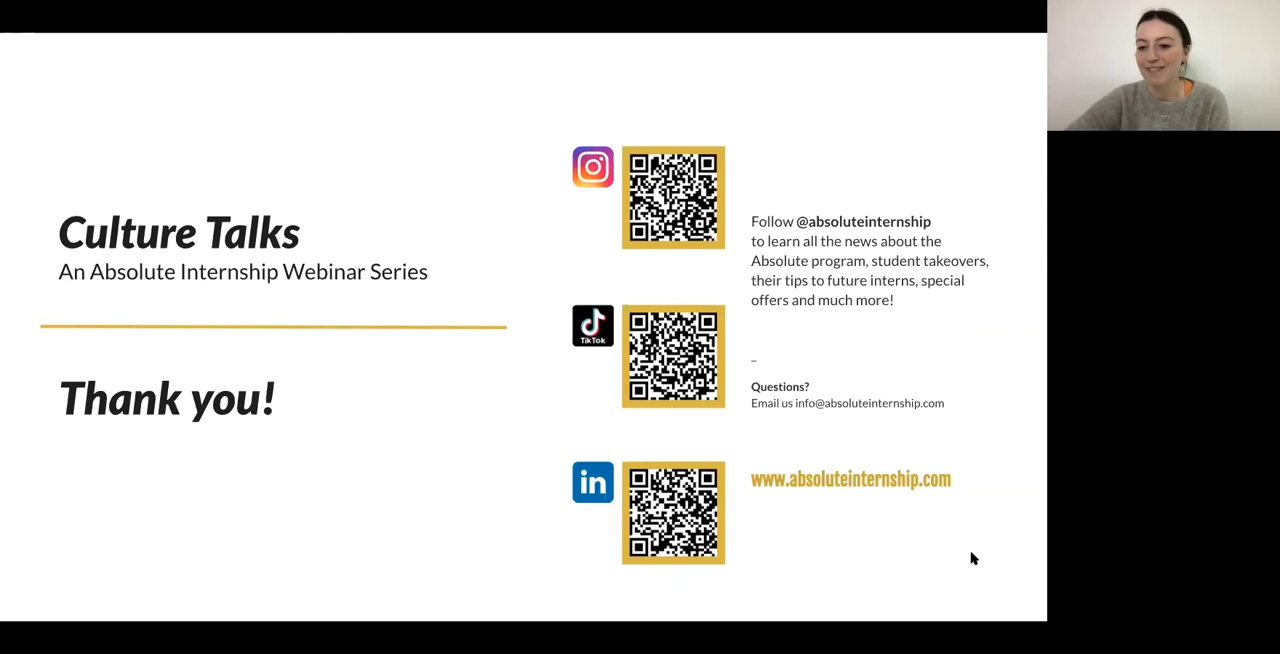 Culture Talks
An Absolute Internship Webinar Series
Thank you!
TikTok
in
Follow @absoluteinternship
to learn all the news about the
Absolute program, student takeovers,
their tips to future interns, special
offers and much more!
–
Questions?
Email us info@absoluteinternship.com
www.absoluteinternship.com